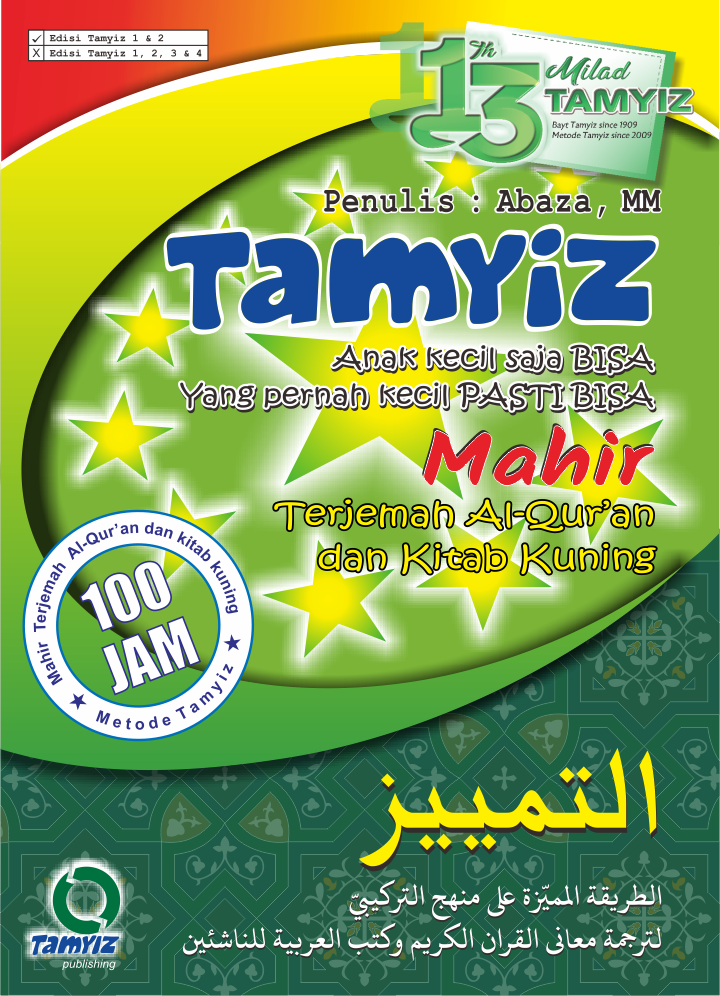 ✓ Edisi Tamyiz 1 & 2
X Edisi Tamyiz 1, 2, 3 & 4
113 Th
Milad
TAMYIZ
Bayt Tamyiz since 1909
Metode Tamyiz since 2009
Penulis : Abaza, MM
Tamyiz
Anak kecil saja BISA
Yang pernah kecil PASTI BISA
Mahir
Terjemah Al-Qur'an
dan Kitab Kuning
Mahir Terjemah Al-Qur'an dan kitab kuning
100
JAM
Metode Tamyiz
التمييز
الطريقة المميّزة على منهج التركيبيّ
لترجمة معانى القران الكريم وكتب العربية للناشئين
Tamyiz
publishing